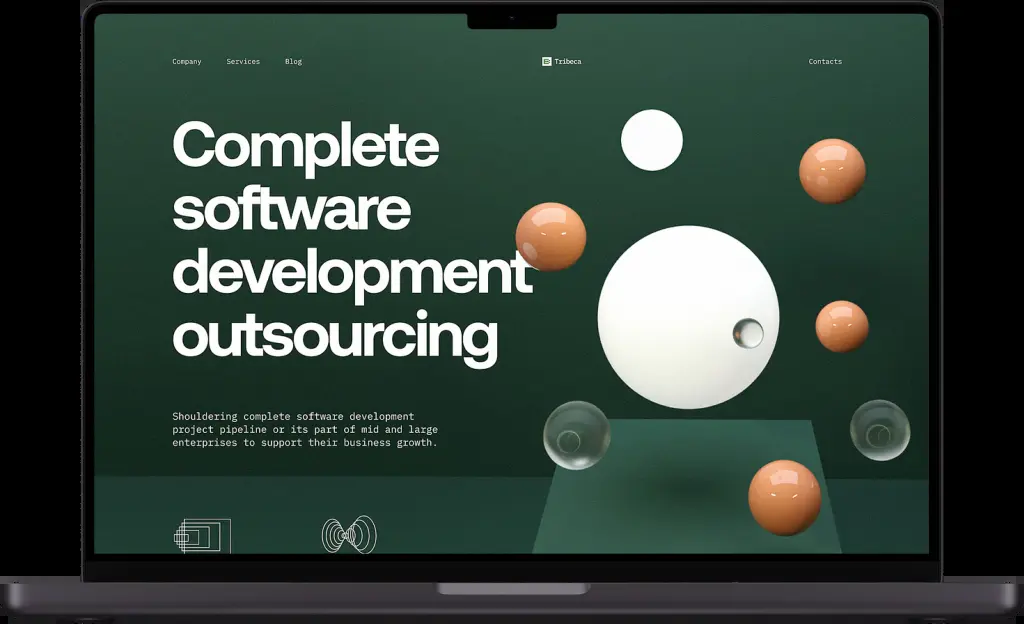 Company Services Blog Tribeca Contacts
Complete
software
development
outsourcing
Shouldering complete software development
project pipeline or its part of mid and large
enterprises to support their business growth.